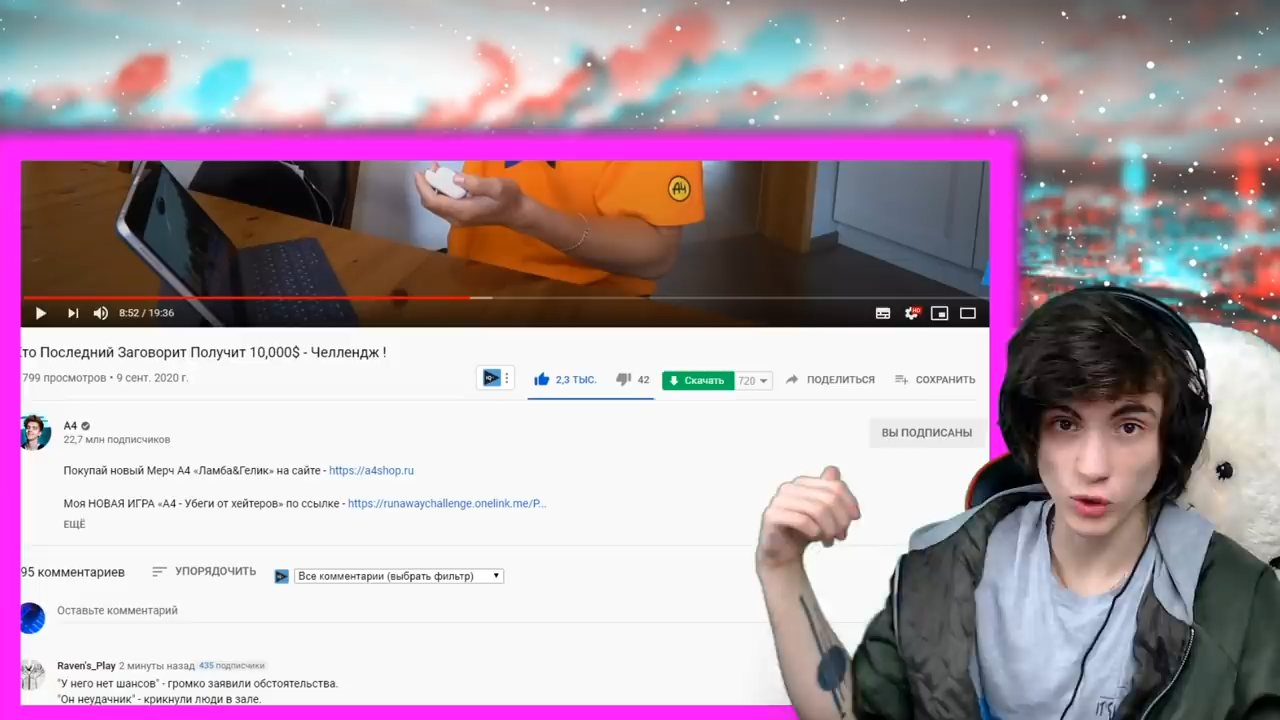 A4
8:52 / 19:36
HD
то Последний Заговорит Получит 10,000$ - Челлендж !
799 просмотров • 9 сент. 2020 г.
2,3 ТЫС.
42
Скачать
720
ПОДЕЛИТЬСЯ
СОХРАНИТЬ
A4
22,7 млн подписчиков
ВЫ ПОДПИСАНЫ
Покупай новый Мерч А4 «Ламба&Гелик» на сайте - https://a4shop.ru
Моя НОВАЯ ИГРА «А4 - Убеги от хейтеров» по ссылке - https://runawaychallenge.onelink.me/P...
ЕЩЁ
95 комментариев
УПОРЯДОЧИТЬ
Все комментарии (выбрать фильтр)
Оставьте комментарий
Raven's_Play 2 минуты назад 435 подписчики
"У него нет шансов" - громко заявили обстоятельства.
"Он неудачник" - крикнули люди в зале.